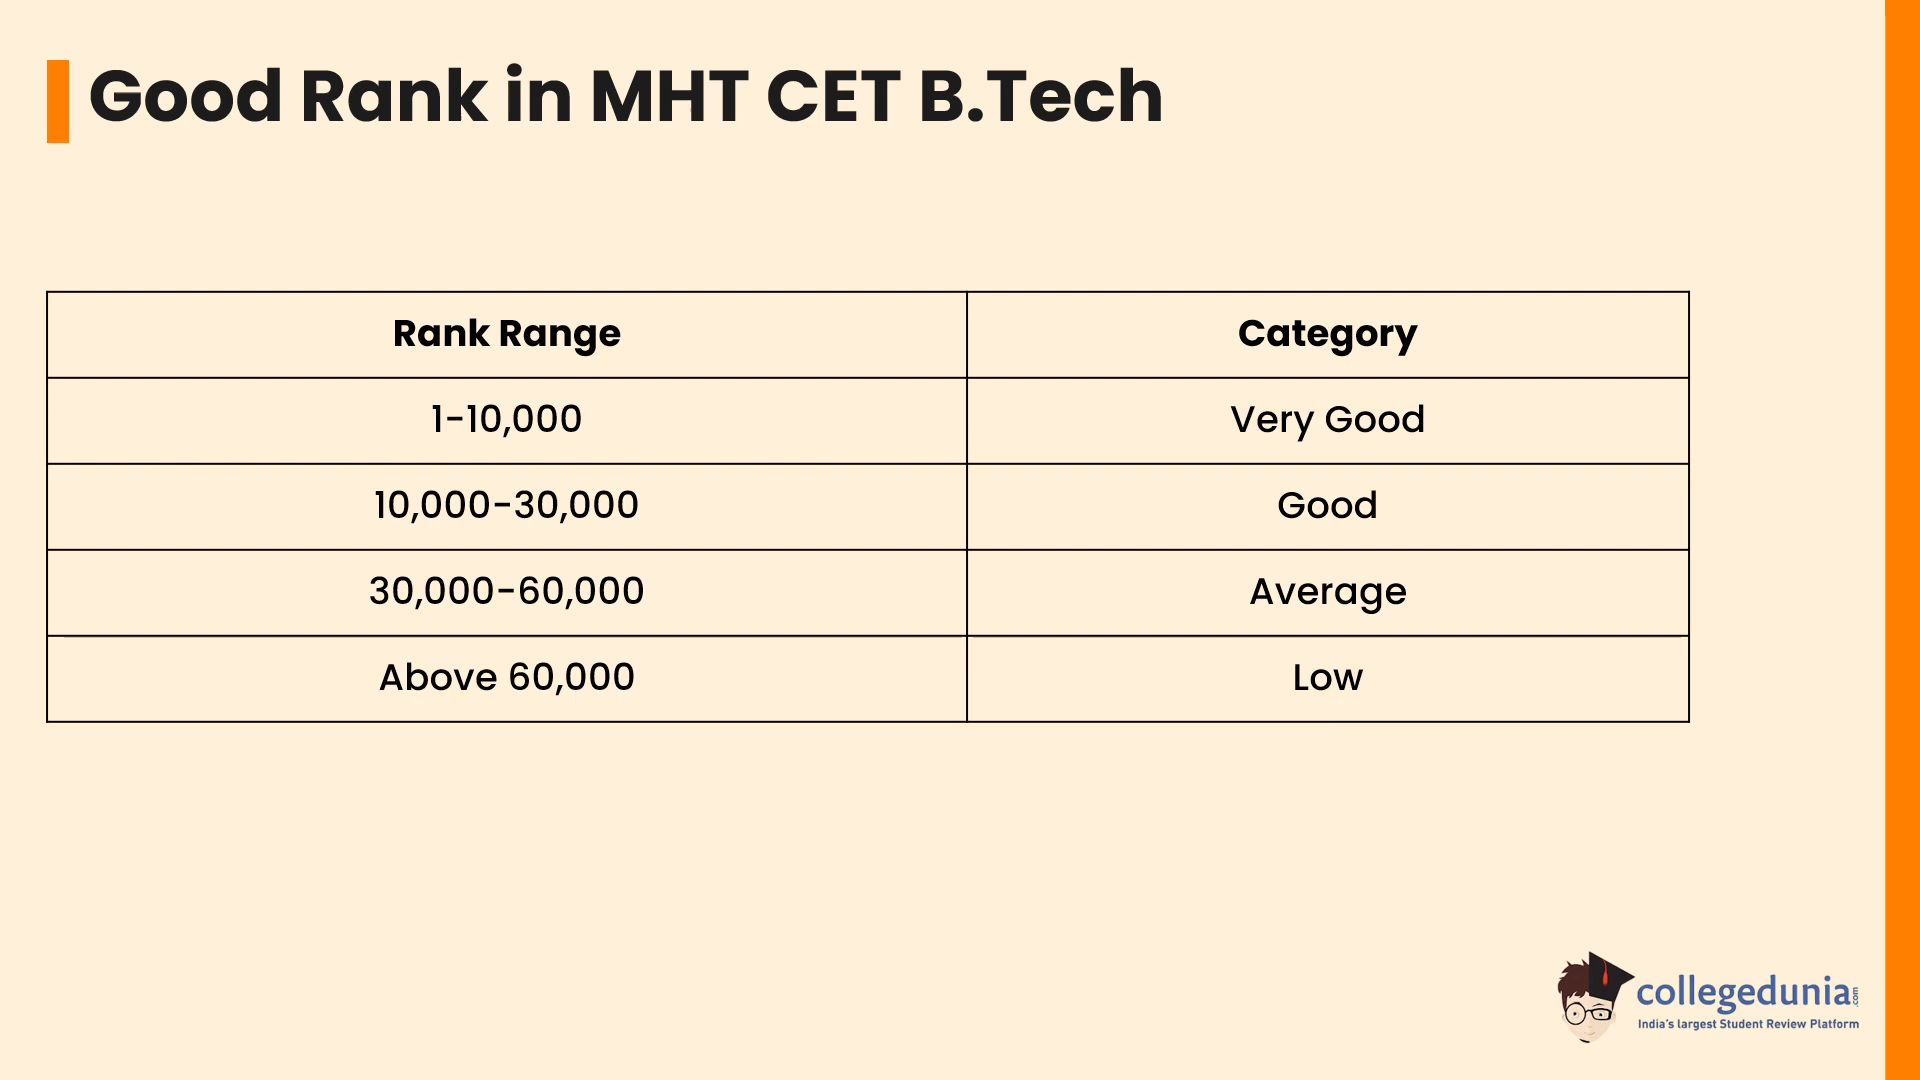 Good Rank in MHT CET B.Tech
Rank Range Category
1-10,000 Very Good
10,000-30,000 Good
30,000-60,000 Average
Above 60,000 Low
collegedunia.com
India's largest Student Review Platform